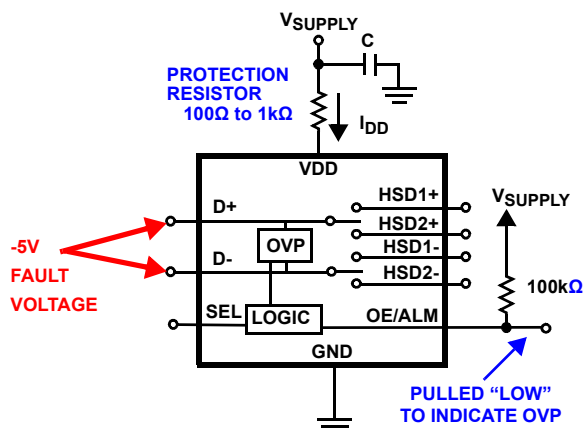 VSUPPLY
C
PROTECTION
RESISTOR
100Ω to 1kΩ
IDD
VDD
D+
HSD1+
HSD2+
HSD1-
HSD2-
OVP
D-
-5V
FAULT
VOLTAGE
VSUPPLY
100kΩ
SEL
LOGIC
OE/ALM
GND
PULLED “LOW”
TO INDICATE OVP